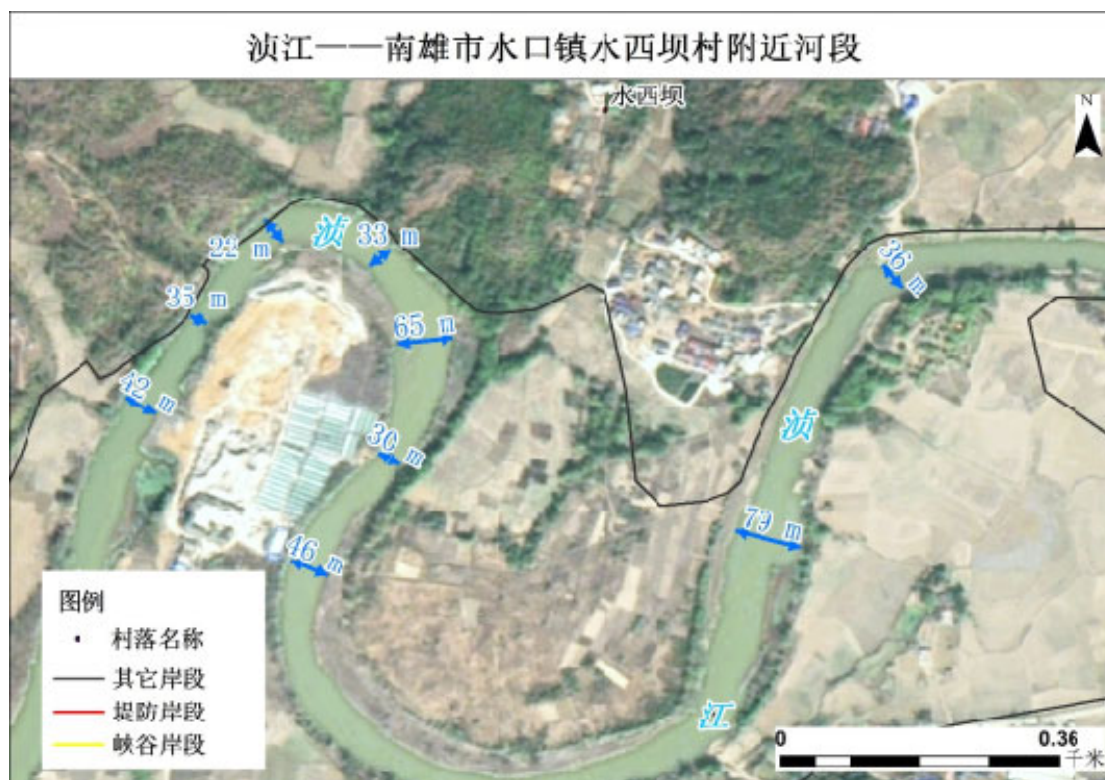 浈江——南雄市水口镇水西坝村附近河段
水西坝
N
浈
33 m
22 m
36 m
35 m
65 m
42 m
浈
30 m
79 m
46 m
图例
村落名称
其它岸段
堤防岸段
峡谷岸段
江
0 0.36
千米